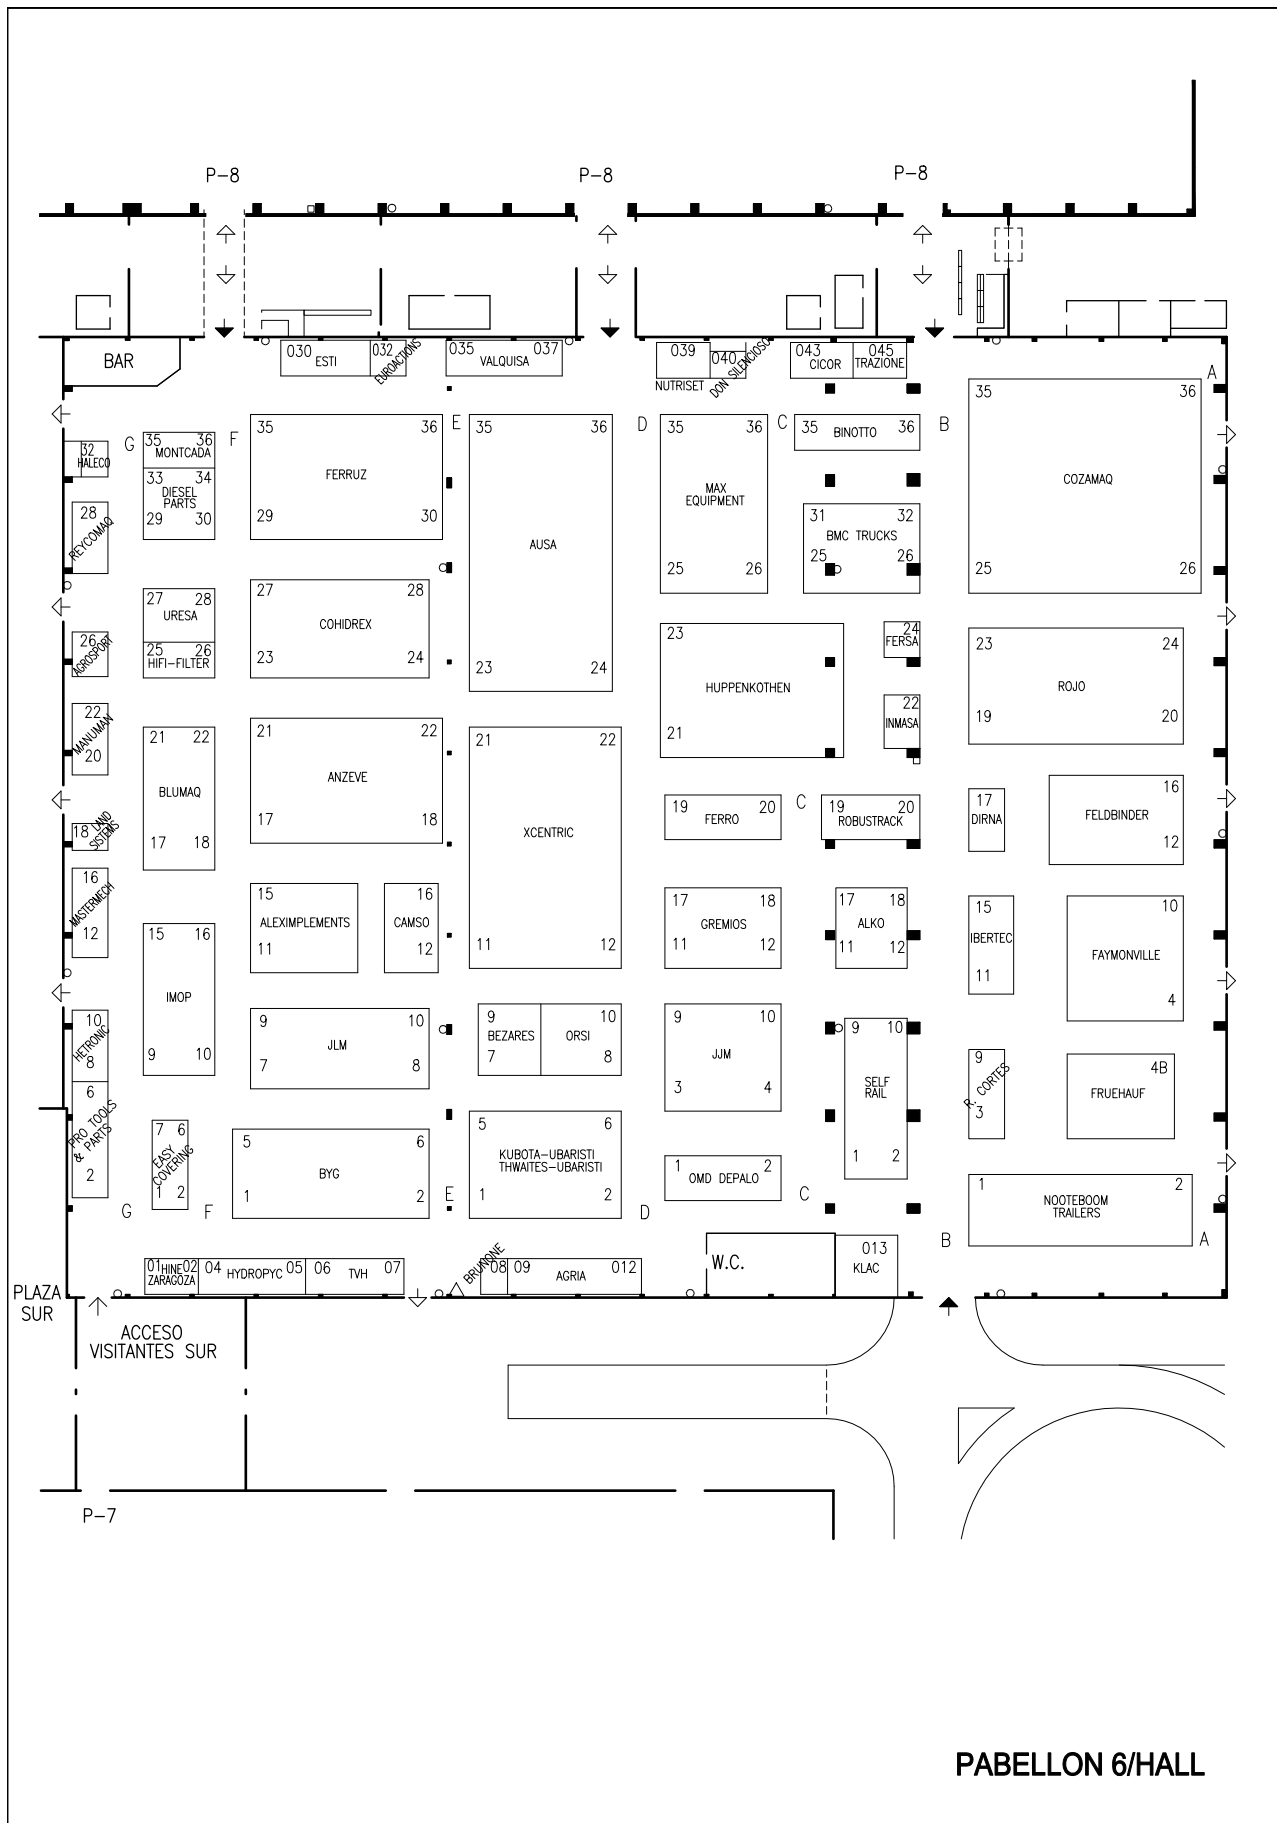 P-8
P-8
P-8
BAR
030
ESTI
032
EUROACTIONS
035
VALQUISA
037
039
NUTRISET
040
DON SILENCIOSO
043
CICOR
045
TRAZIONE
A
35
36
COZAMAQ
25
26
G
F
E
D
C
B
35
36
MONTCADA
33
34
DIESEL
PARTS
29
30
32
HALECO
28
REYCOMAQ
35
36
FERRUZ
29
30
35
36
AUSA
23
24
35
36
MAX
EQUIPMENT
25
26
35
BINOTTO
36
31
32
BMC TRUCKS
25
26
27
28
URESA
25
26
HIFI-FILTER
27
28
COHIDREX
23
24
26
AGROSPORT
22
MANUMAN
20
23
HUPPENKOTHEN
21
24
FERSA
22
INMASA
23
24
ROJO
19
20
21
22
BLUMAQ
17
18
21
22
ANZEVE
17
18
21
22
XCENTRIC
11
12
19
20
FERRO
C
19
20
ROBUSTRACK
17
DIRNA
16
FELDBINDER
12
18
LAND
SISTEMS
16
MASTERMECH
12
15
ALEXIMPLEMENTS
11
16
CAMSO
12
17
18
GREMIOS
11
12
17
18
ALKO
11
12
15
IBERTEC
11
10
FAYMONVILLE
4
15
16
IMOP
9
10
10
HETRONIC
8
6
PRO TOOLS
& PARTS
2
9
10
JLM
7
8
9
BEZARES
7
10
ORSI
8
9
10
JJM
3
4
9
10
SELF
RAIL
1
2
9
R. CORTES
3
4B
FRUEHAUF
7
6
EASY
COVERING
1
2
5
6
BYG
1
2
5
6
KUBOTA-UBARISTI
THWAITES-UBARISTI
1
2
1
2
OMD DEPALO
1
2
NOOTEBOOM
TRAILERS
G
F
E
D
C
B
A
01
02
HINE
ZARAGOZA
04
HYDROPYC
05
06
TVH
07
BRUNONE
08
09
AGRIA
012
W.C.
013
KLAC
PLAZA
SUR
ACCESO
VISITANTES SUR
P-7
PABELLON 6/HALL